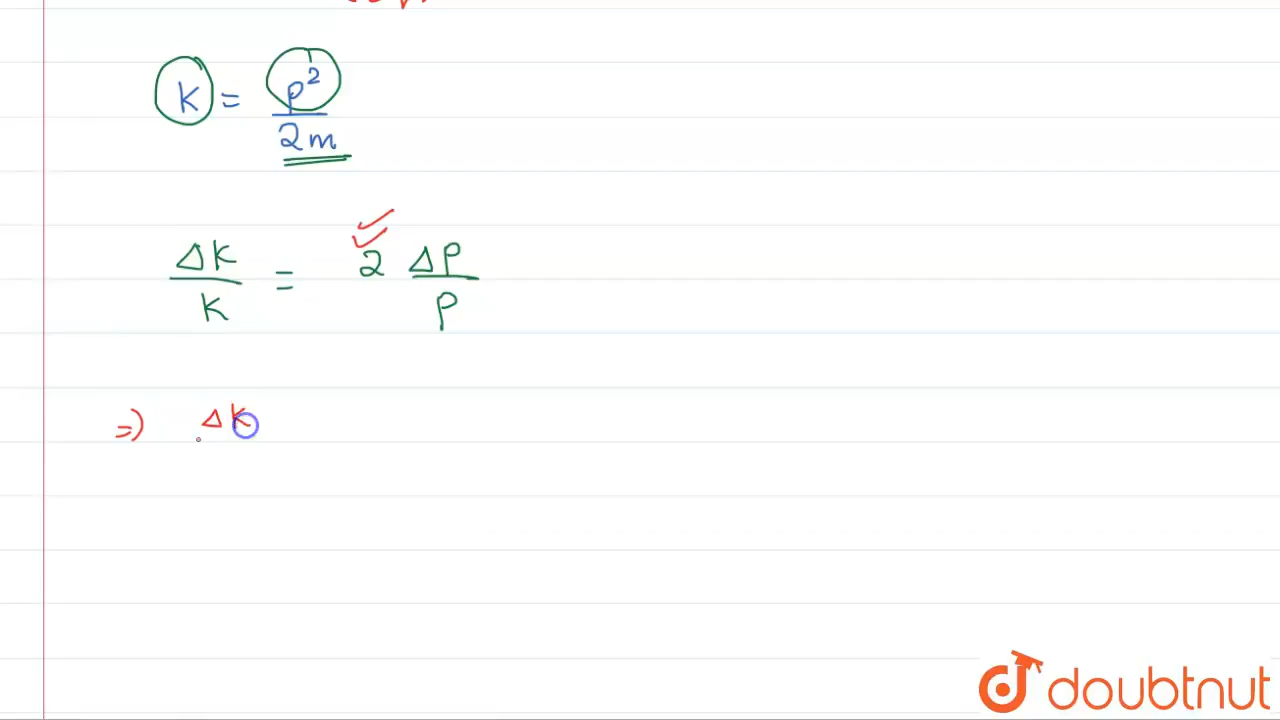 k = p²
2m
Δk = 2 Δp
k p
=) Δk
doubtnut